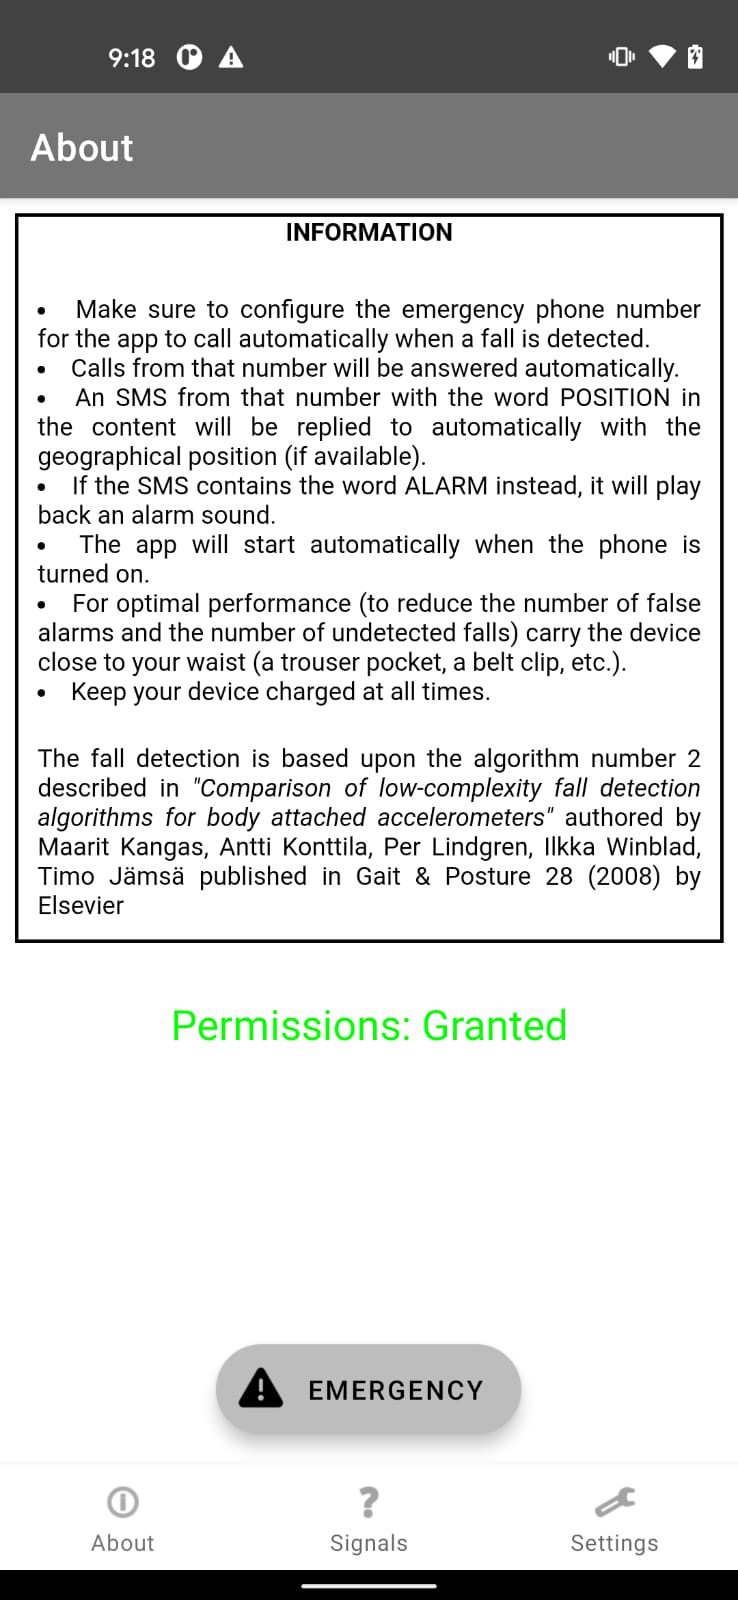 9:18
About
INFORMATION
• Make sure to configure the emergency phone number
for the app to call automatically when a fall is detected.
• Calls from that number will be answered automatically.
• An SMS from that number with the word POSITION in
the content will be replied to automatically with the
geographical position (if available).
• If the SMS contains the word ALARM instead, it will play
back an alarm sound.
• The app will start automatically when the phone is
turned on.
• For optimal performance (to reduce the number of false
alarms and the number of undetected falls) carry the device
close to your waist (a trouser pocket, a belt clip, etc.).
• Keep your device charged at all times.
The fall detection is based upon the algorithm number 2
described in "Comparison of low-complexity fall detection
algorithms for body attached accelerometers" authored by
Maarit Kangas, Antti Konttila, Per Lindgren, Ilkka Winblad,
Timo Jämsä published in Gait & Posture 28 (2008) by
Elsevier
Permissions: Granted
EMERGENCY
About
Signals
Settings